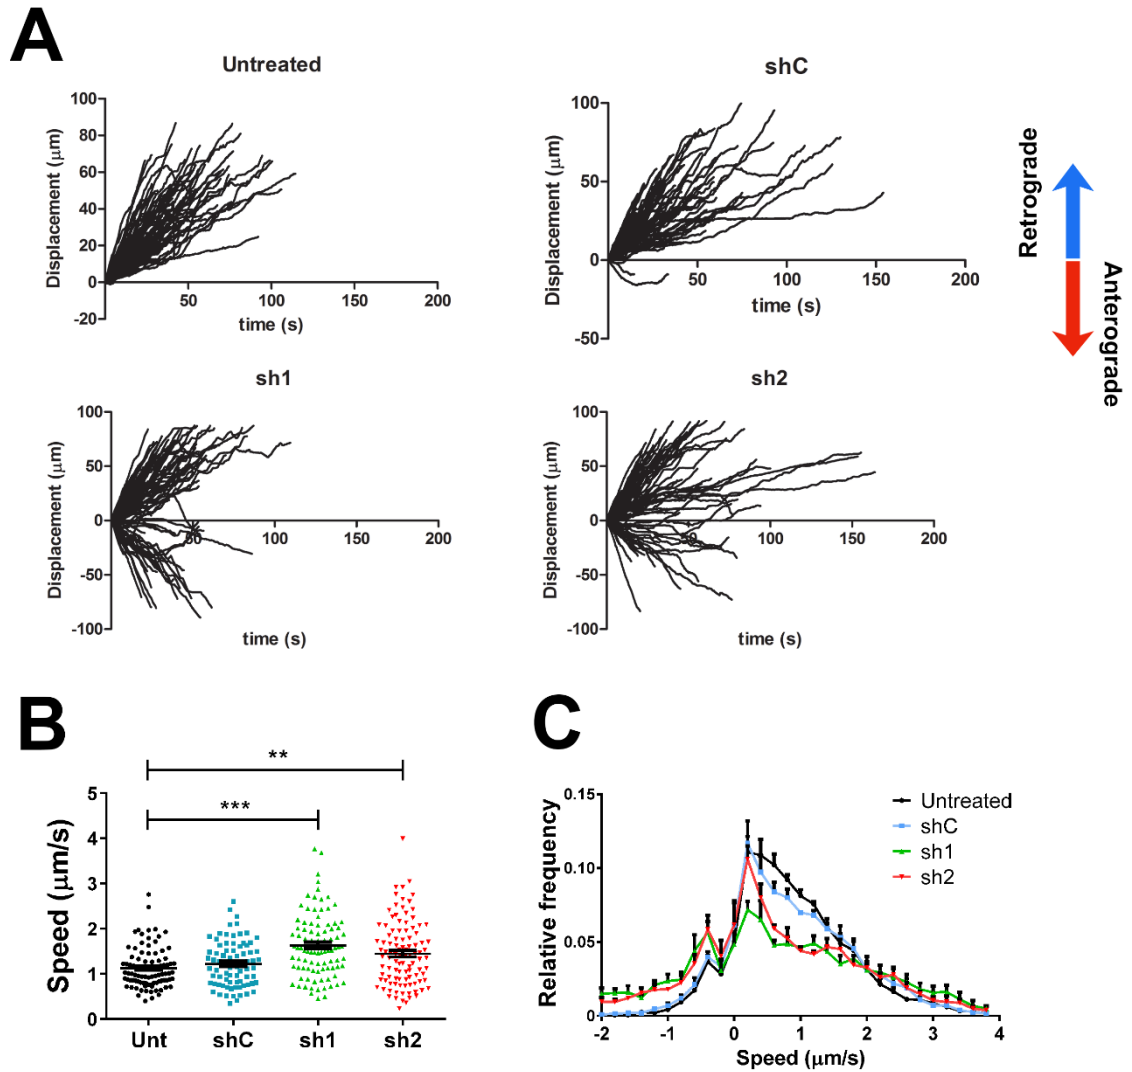 A
Untreated
Displacement (μm)
100
80
60
40
20
0
-20
50
100
150
200
time (s)
shC
Displacement (μm)
100
50
0
-50
50
100
150
200
time (s)
Retrograde
Anterograde
sh1
Displacement (μm)
100
50
0
-50
-100
50
100
150
200
time (s)
sh2
Displacement (μm)
100
50
0
-50
-100
100
150
200
time (s)
B
**
***
Speed (μm/s)
5
4
3
2
1
0
Unt
shC
sh1
sh2
C
Relative frequency
0.15
0.10
0.05
0
-2
-1
0
1
2
3
4
Speed (μm/s)
Untreated
shC
sh1
sh2